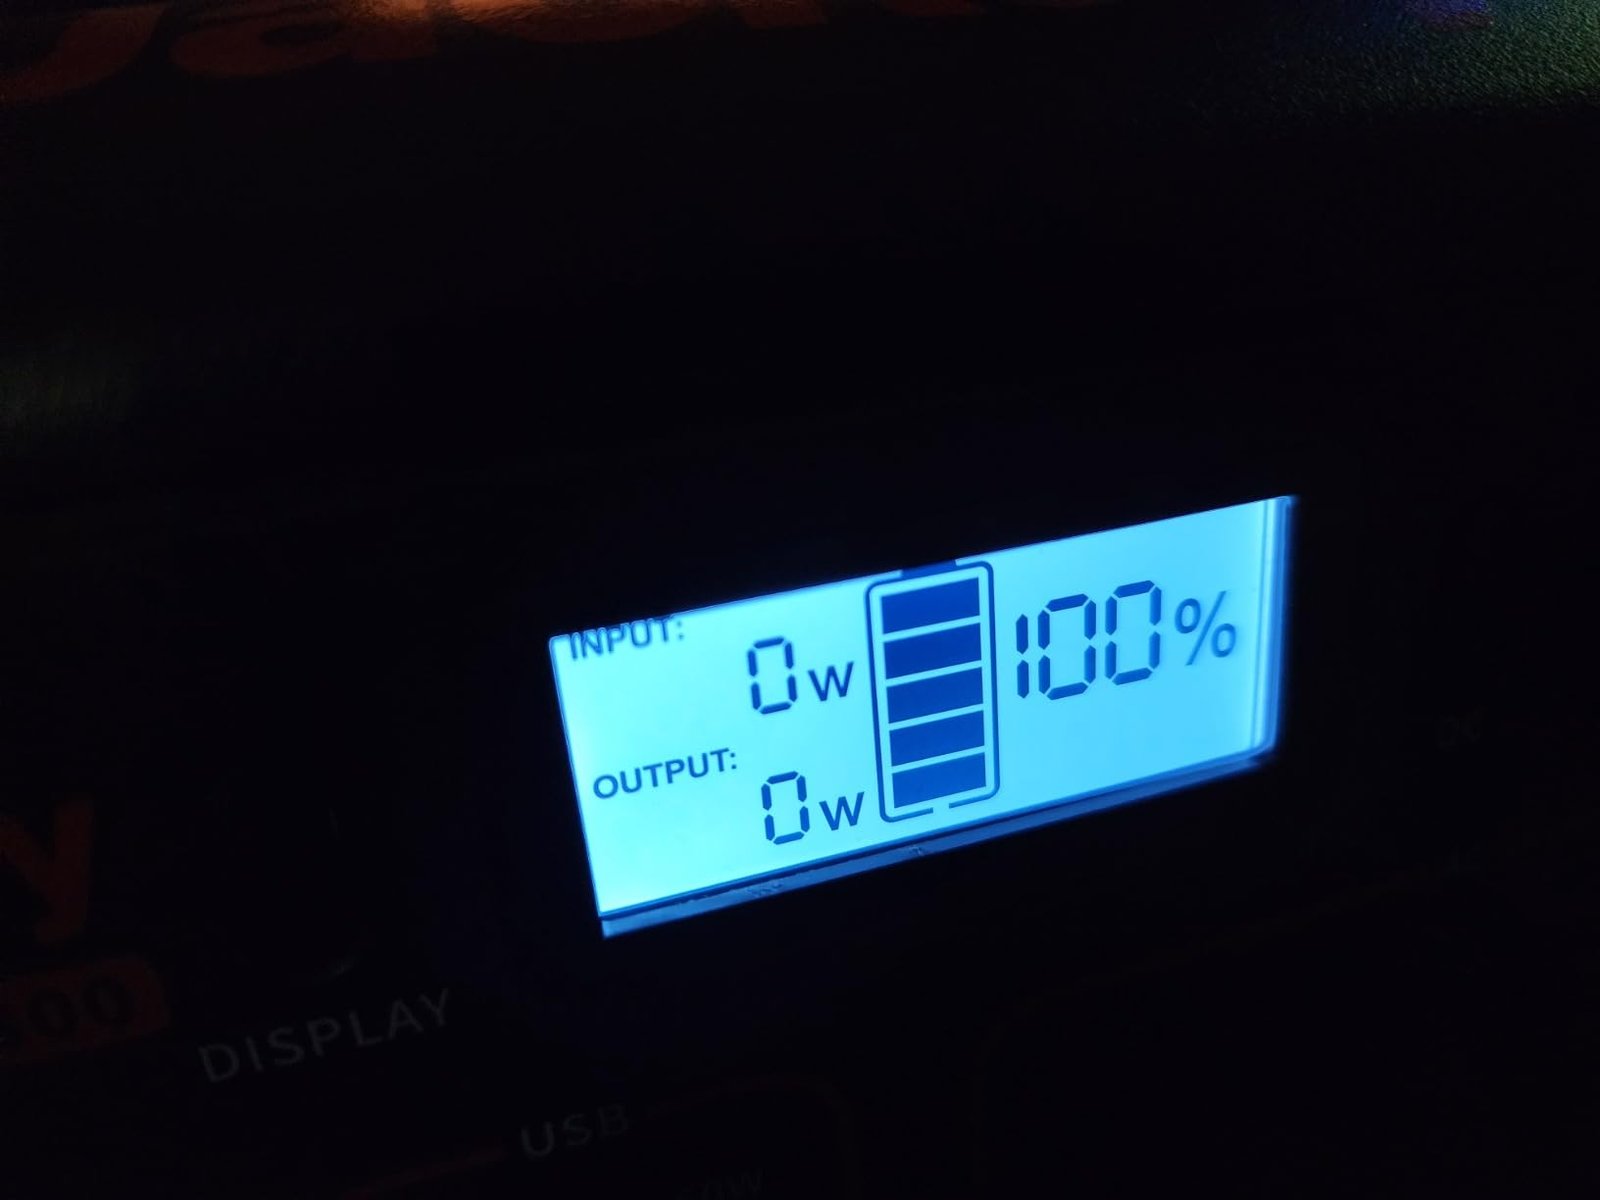 INPUT:
0W
100%
OUTPUT:
0W
DISPLAY
USB